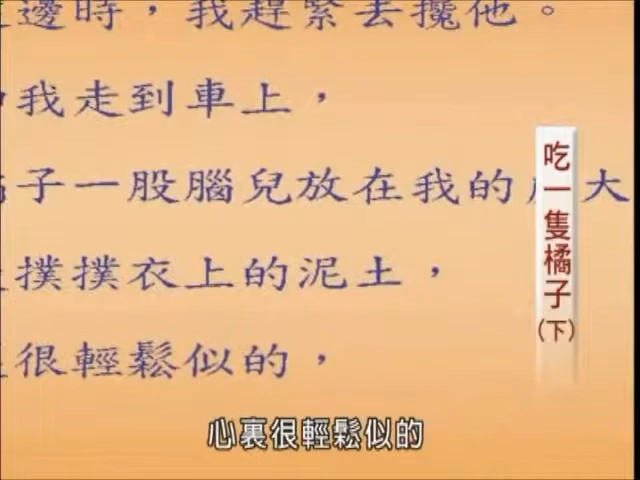 邊時，我趕緊去攙他。
我走到車上，
子一股腦兒放在我的 大
撲撲衣上的泥土，
很輕鬆似的，
吃一隻橘子(下)
心裏很輕鬆似的